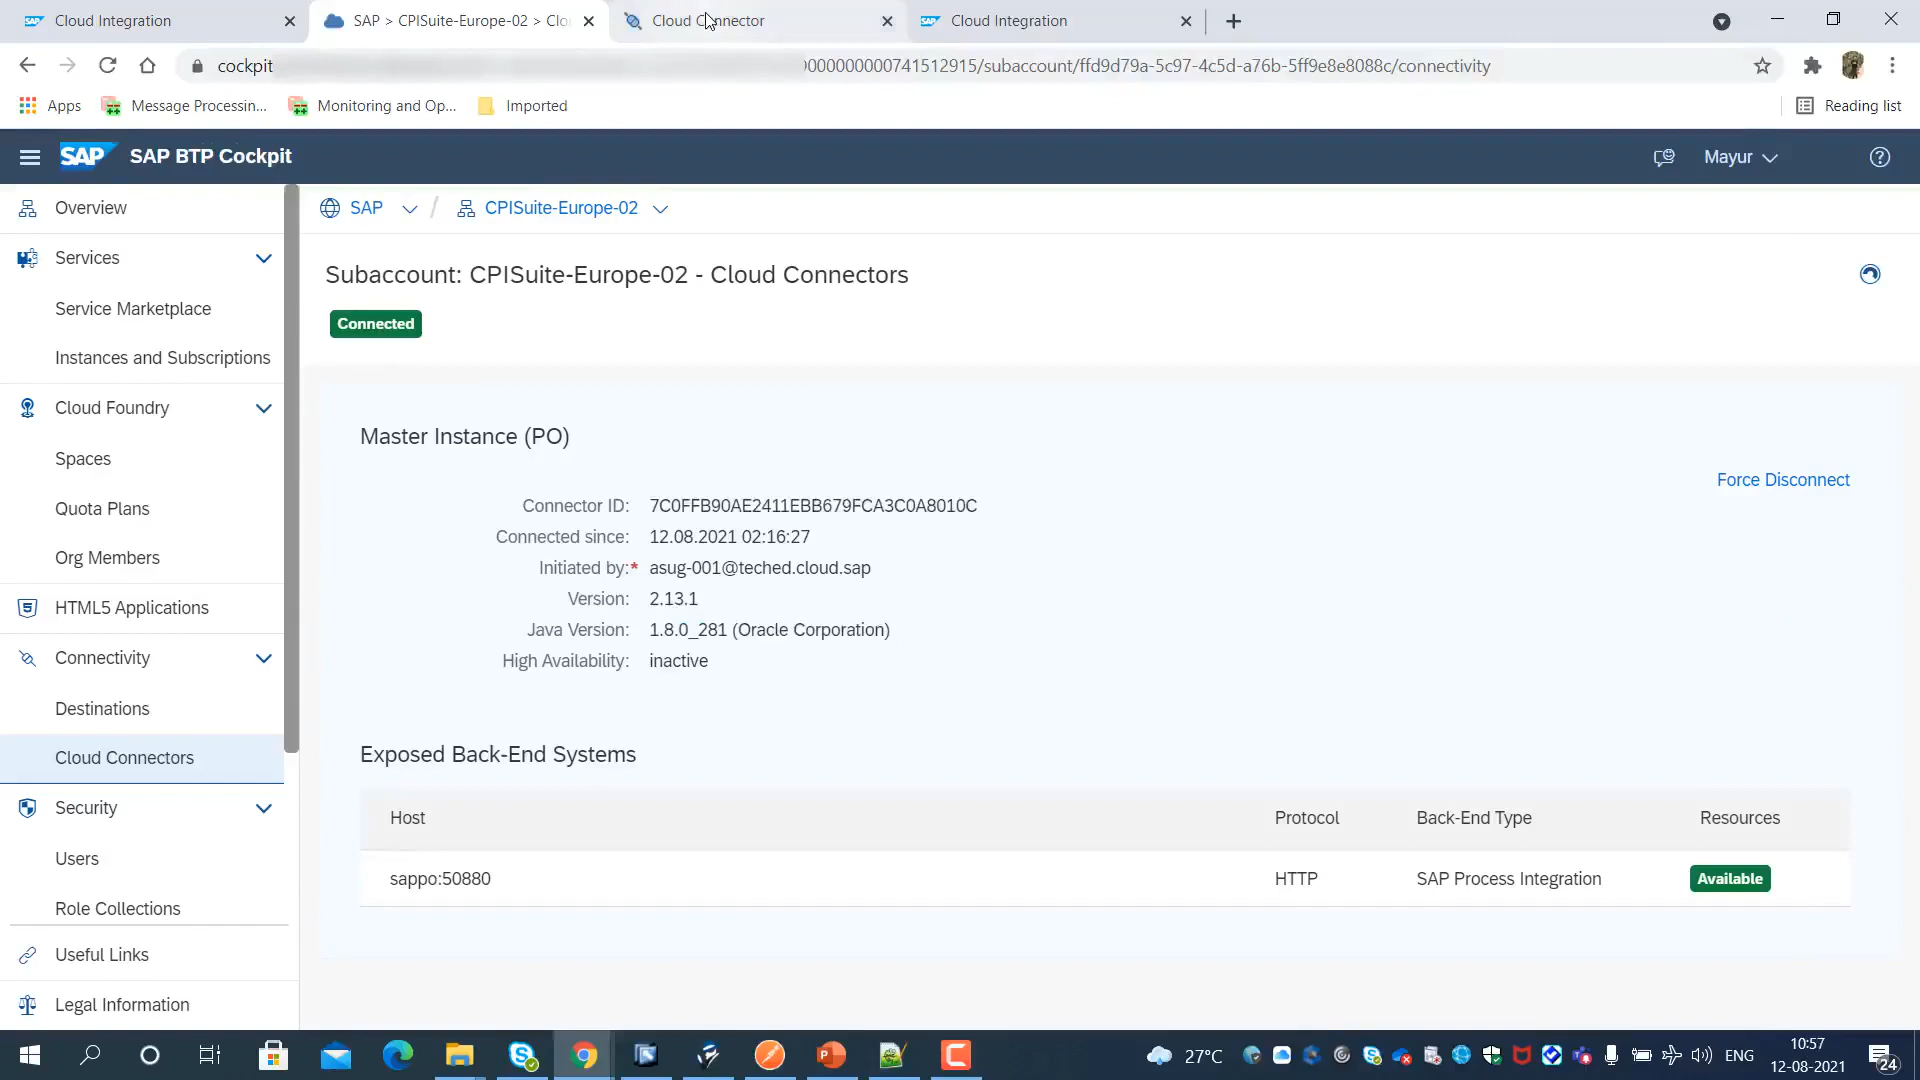 Cloud Integration
SAP > CPISuite-Europe-02 > Clo
Cloud Connector
Cloud Integration
cockpit
000000000741512915/subaccount/ffd9d79a-5c97-4c5d-a76b-5ff9e8e8088c/connectivity
Apps
Message Processin...
Monitoring and Op...
Imported
Reading list
SAP
SAP BTP Cockpit
Mayur
Overview
Services
Service Marketplace
Instances and Subscriptions
Cloud Foundry
Spaces
Quota Plans
Org Members
HTML5 Applications
Connectivity
Destinations
Cloud Connectors
Security
Users
Role Collections
Useful Links
Legal Information
SAP / CPISuite-Europe-02
Subaccount: CPISuite-Europe-02 - Cloud Connectors
Connected
Master Instance (PO)
Force Disconnect
Connector ID: 7C0FFB90AE2411EBB679FCA3C0A8010C
Connected since: 12.08.2021 02:16:27
Initiated by:* asug-001@teched.cloud.sap
Version: 2.13.1
Java Version: 1.8.0_281 (Oracle Corporation)
High Availability: inactive
Exposed Back-End Systems
Host Protocol Back-End Type Resources
sappo:50880 HTTP SAP Process Integration Available
27°C
ENG
10:57
12-08-2021
24